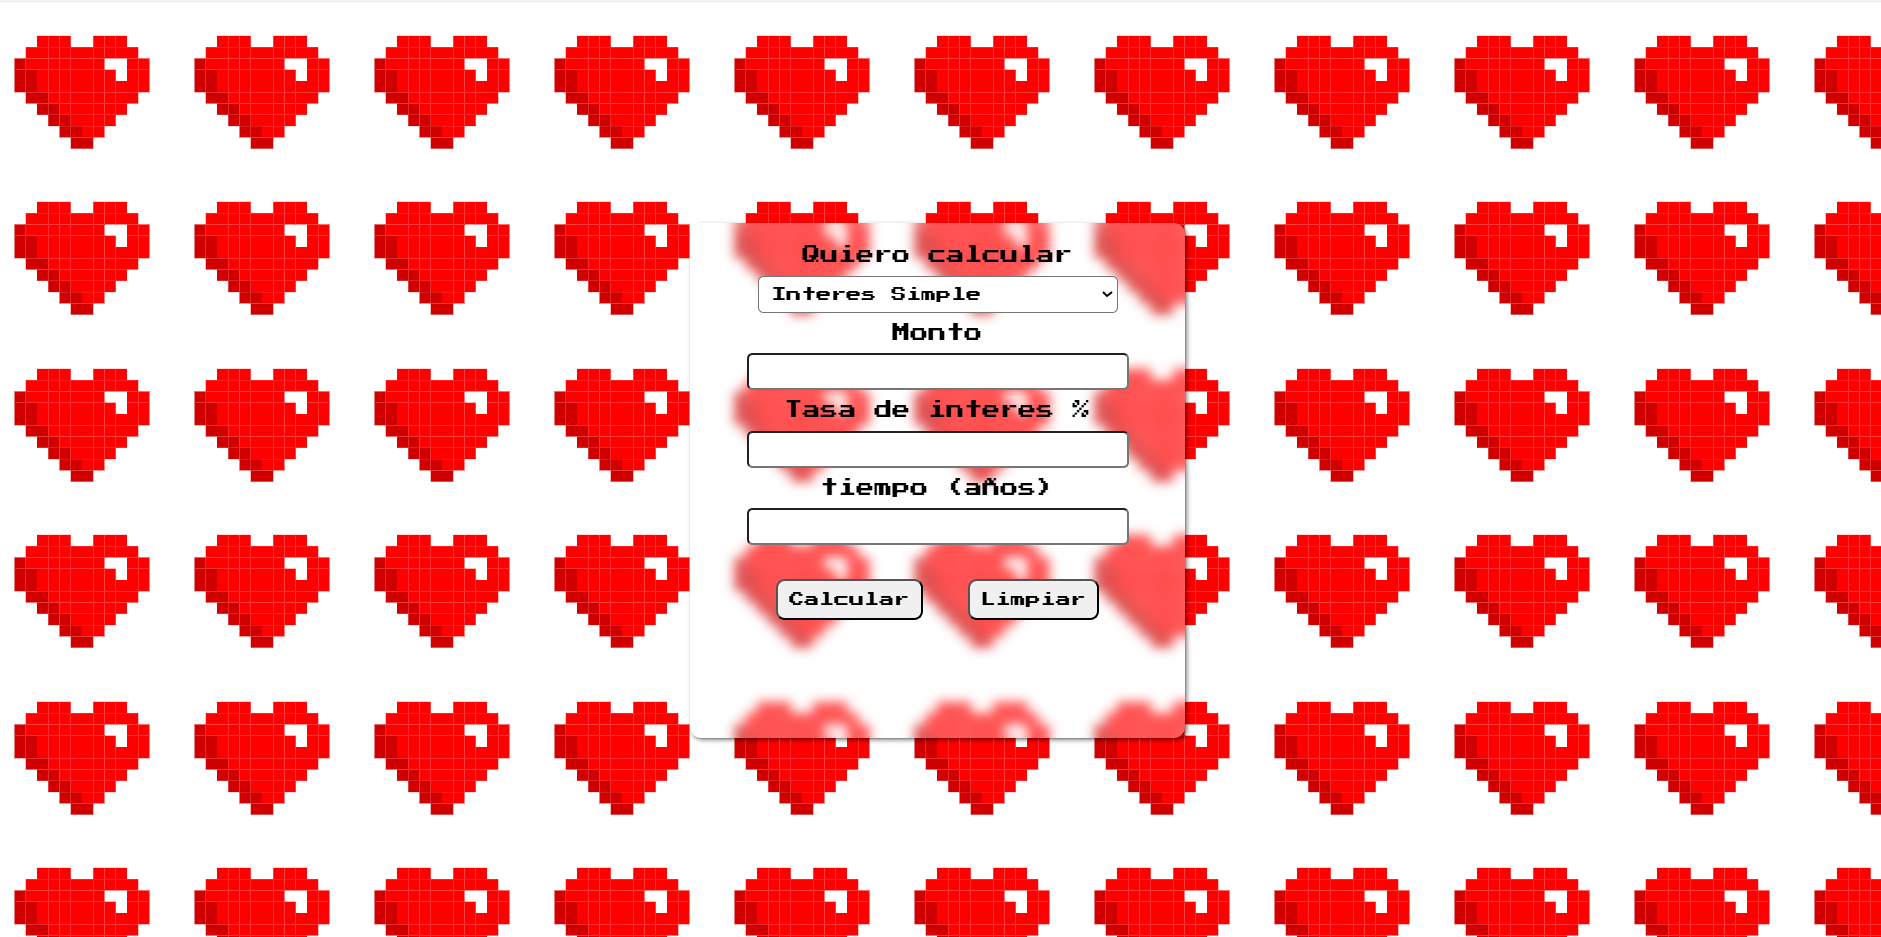 Quiero calcular
Interes Simple
Monto
Tasa de interes %
tiempo (años)
Calcular Limpiar